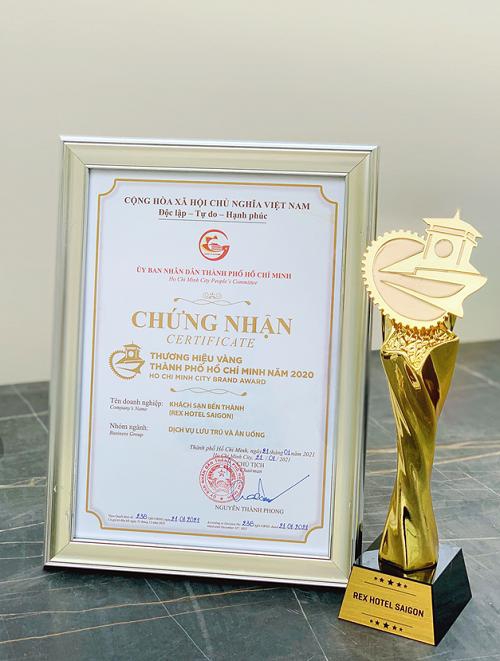 CỘNG HÒA XÃ HỘI CHỦ NGHĨA VIỆT NAM
Độc lập – Tự do – Hạnh phúc
ỦY BAN NHÂN DÂN THÀNH PHỐ HỒ CHÍ MINH
Ho Chi Minh City People's Committee
CHỨNG NHẬN
CERTIFICATE
THƯƠNG HIỆU VÀNG
THÀNH PHỐ HỒ CHÍ MINH NĂM 2020
HO CHI MINH CITY BRAND AWARD
Tên doanh nghiệp: KHÁCH SẠN BẾN THÀNH
Company's Name: (REX HOTEL SAIGON)
Nhóm ngành: DỊCH VỤ LƯU TRÚ VÀ ĂN UỐNG
Business Group:
Thành phố Hồ Chí Minh, ngày 21 tháng 01 năm 2021
Ho Chi Minh City, 21 / 01 / 2021
CHỦ TỊCH
Chairman
NGUYỄN THÀNH PHONG
238
21.01.2021
238
21.01.2021
REX HOTEL SAIGON